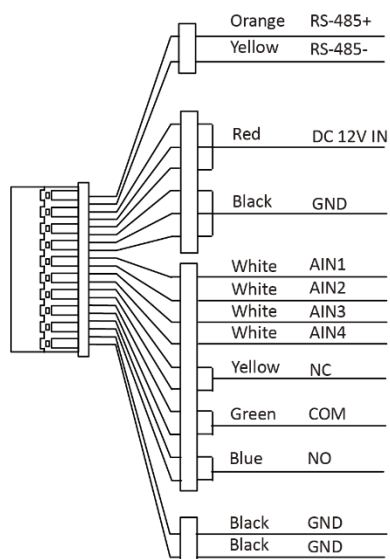 Orange RS-485+
Yellow RS-485-
Red DC 12V IN
Black GND
White AIN1
White AIN2
White AIN3
White AIN4
Yellow NC
Green COM
Blue NO
Black GND
Black GND